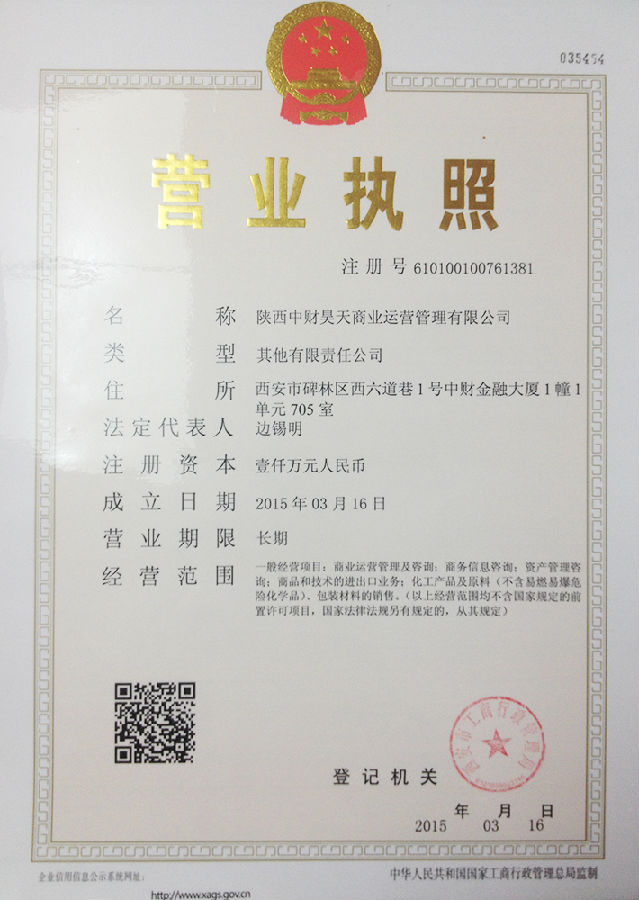 035454
营业执照
注册号 610100100761381
名称 陕西中财昊天商业运营管理有限公司
类型 其他有限责任公司
住所 西安市碑林区西六道巷1号中财金融大厦1幢1
单元705室
法定代表人 边锡明
注册资本 壹仟万元人民币
成立日期 2015年03月16日
营业期限 长期
经营范围 一般经营项目：商业运营管理及咨询；商务信息咨询；资产管理咨
询；商品和技术的进出口业务；化工产品及原料（不含易燃易爆危
险化学品）、包装材料的销售。（以上经营范围均不含国家规定的前
置许可项目，国家法律法规另有规定的，从其规定）
西安市工商行政管理局
登记机关
年 月 日
2015 03 16
企业信用信息公示系统网址：
中华人民共和国国家工商行政管理总局监制
http://www.xags.gov.cn